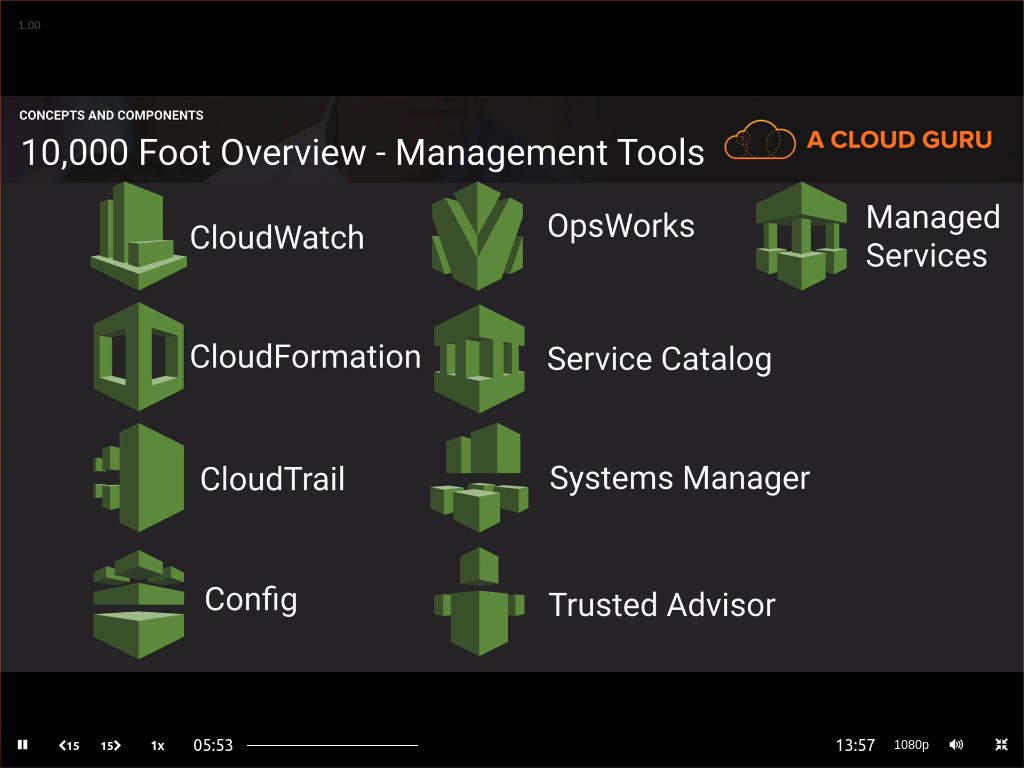 1.00
CONCEPTS AND COMPONENTS
10,000 Foot Overview - Management Tools
A CLOUD GURU
CloudWatch
OpsWorks
Managed
Services
CloudFormation
Service Catalog
CloudTrail
Systems Manager
Config
Trusted Advisor
15
15
1x
05:53
13:57
1080p